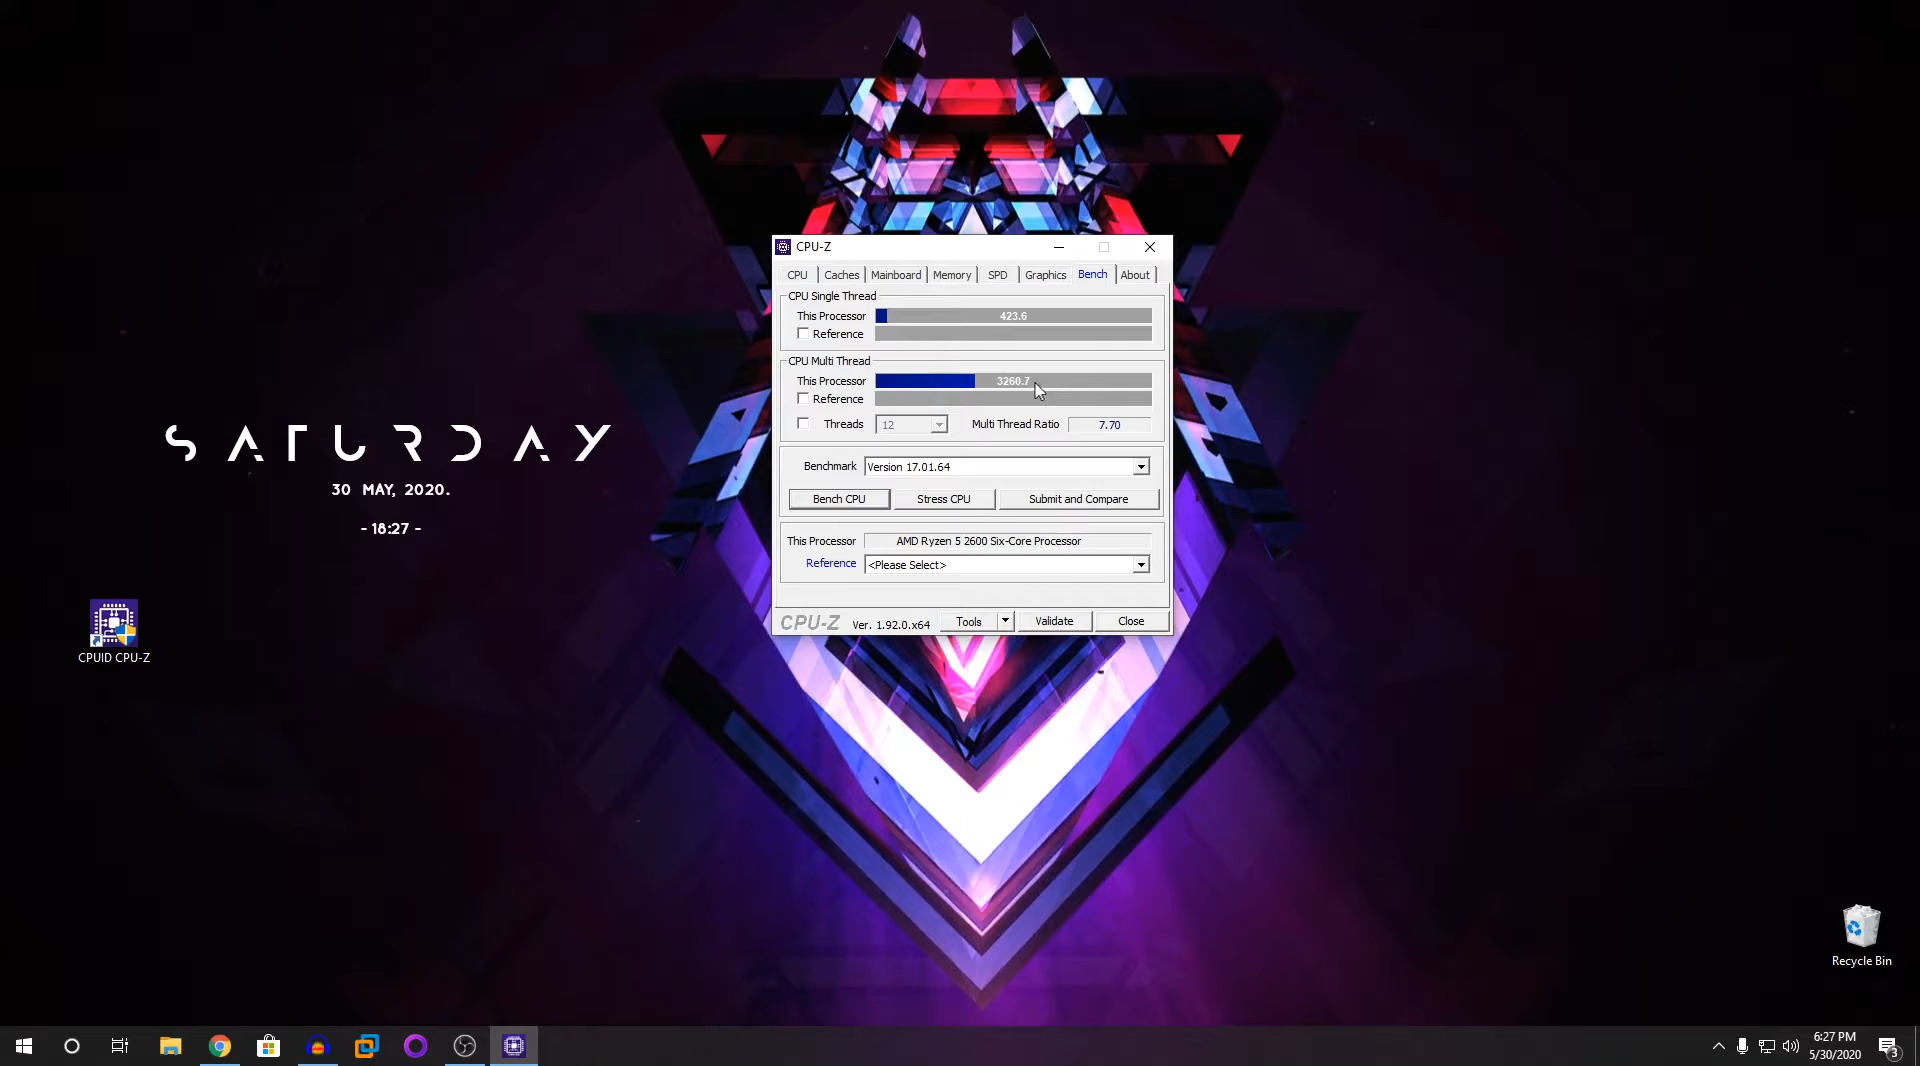 CPU-Z
CPU Caches Mainboard Memory SPD Graphics Bench About
CPU Single Thread
This Processor 423.6
Reference
CPU Multi Thread
This Processor 3260.7
Reference
Threads 12 Multi Thread Ratio 7.70
Benchmark Version 17.01.64
Bench CPU Stress CPU Submit and Compare
This Processor AMD Ryzen 5 2600 Six-Core Processor
Reference <Please Select>
CPU-Z Ver. 1.92.0.x64 Tools Validate Close
SATURDAY
30 MAY, 2020.
- 18:27 -
CPUID CPU-Z
Recycle Bin
6:27 PM
5/30/2020
3